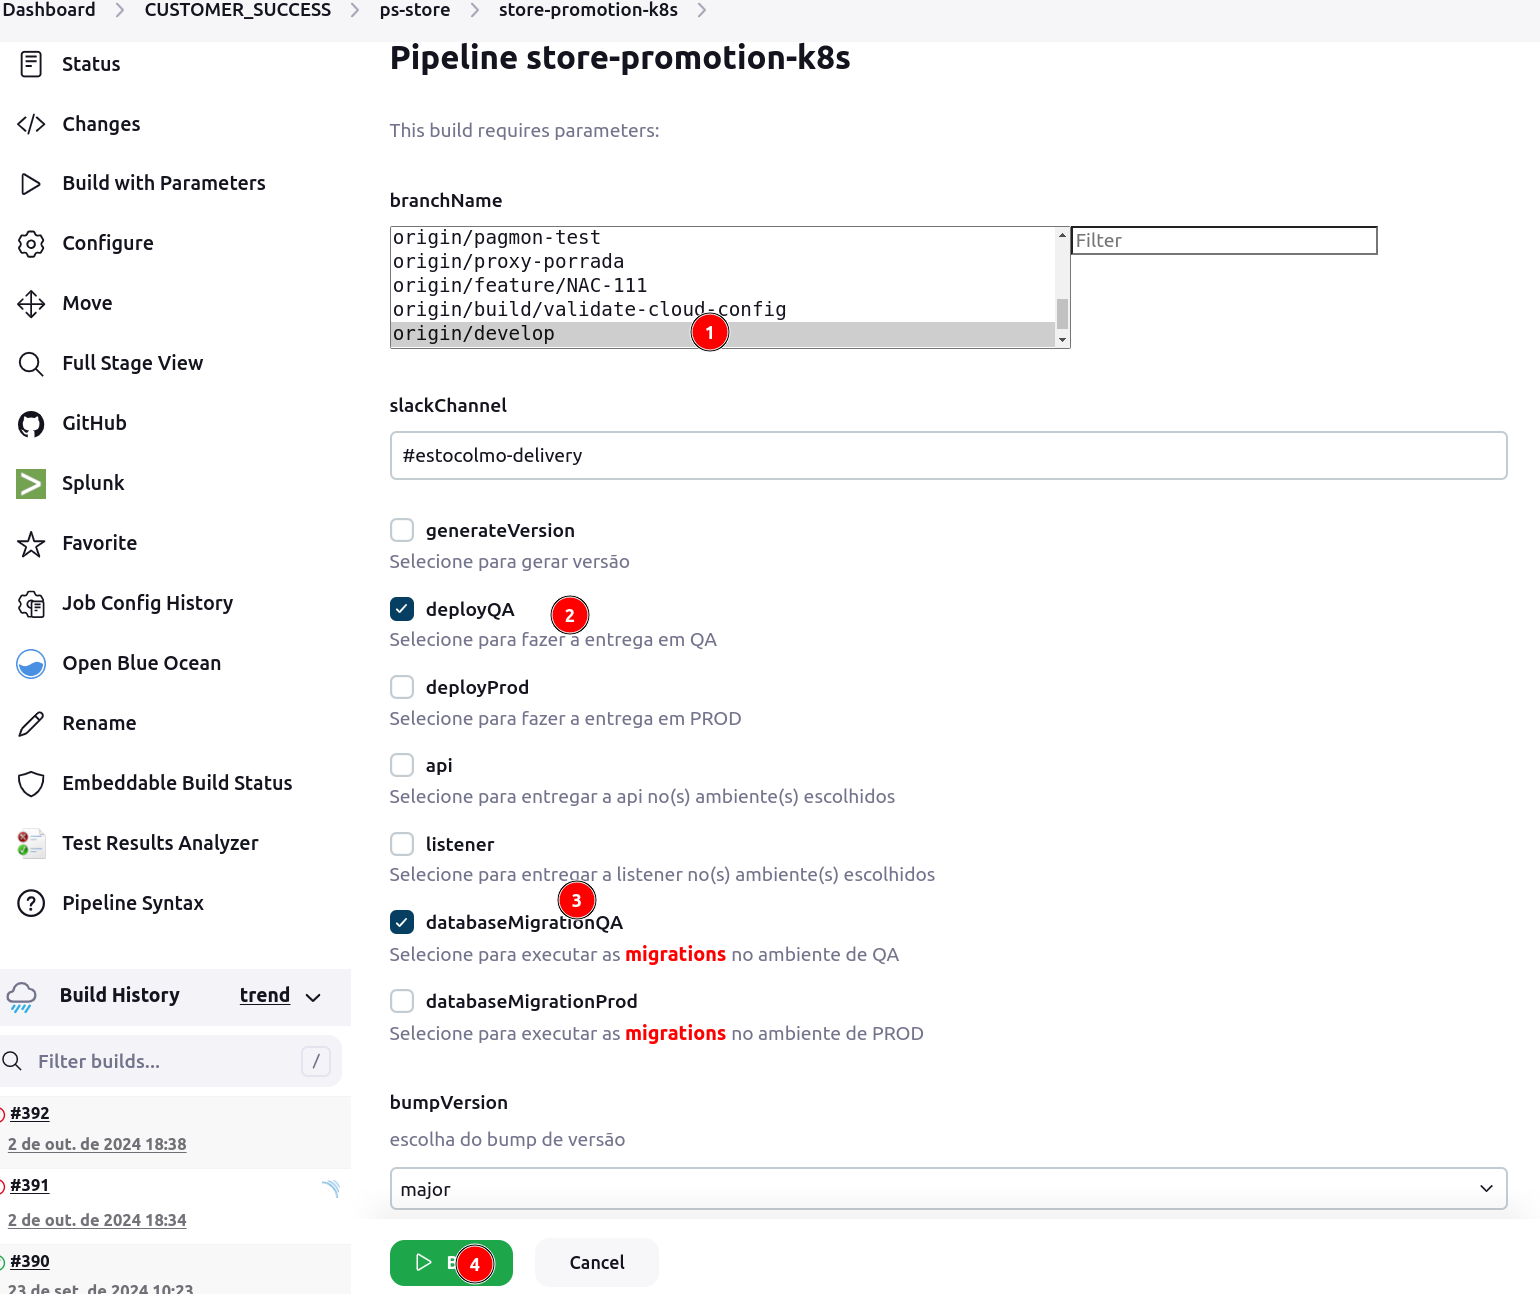 Dashboard
CUSTOMER_SUCCESS
ps-store
store-promotion-k8s
Status
Changes
Build with Parameters
Configure
Move
Full Stage View
GitHub
Splunk
Favorite
Job Config History
Open Blue Ocean
Rename
Embeddable Build Status
Test Results Analyzer
Pipeline Syntax
Build History
trend
Filter builds...
/
#392
2 de out. de 2024 18:38
#391
2 de out. de 2024 18:34
#390
23 de set. de 2024 10:23
Pipeline store-promotion-k8s
This build requires parameters:
branchName
origin/pagmon-test
origin/proxy-porrada
origin/feature/NAC-111
origin/build/validate-cloud-config
origin/develop
1
Filter
slackChannel
#estocolmo-delivery
generateVersion
Selecione para gerar versão
deployQA
2
Selecione para fazer a entrega em QA
deployProd
Selecione para fazer a entrega em PROD
api
Selecione para entregar a api no(s) ambiente(s) escolhidos
listener
Selecione para entregar a listener no(s) ambiente(s) escolhidos
3
databaseMigrationQA
Selecione para executar as migrations no ambiente de QA
databaseMigrationProd
Selecione para executar as migrations no ambiente de PROD
bumpVersion
escolha do bump de versão
major
4
Cancel